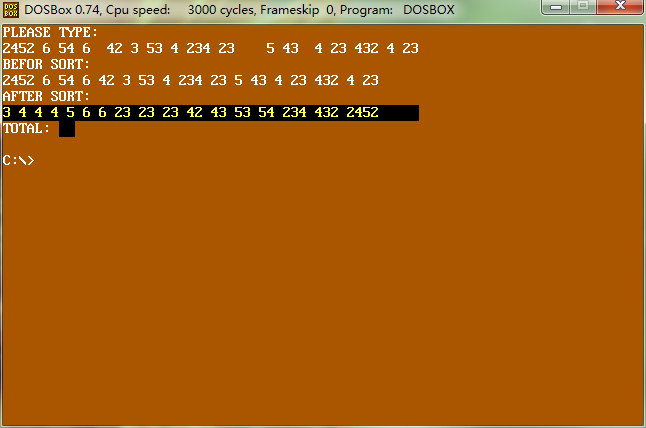 DOS BOX DOSBox 0.74, Cpu speed: 3000 cycles, Frameskip 0, Program: DOSBOX
PLEASE TYPE:
2452 6 54 6  42 3 53 4 234 23    5 43  4 23 432 4 23
BEFOR SORT:
2452 6 54 6 42 3 53 4 234 23 5 43 4 23 432 4 23
AFTER SORT:
3 4 4 4 5 6 6 23 23 23 42 43 53 54 234 432 2452
TOTAL:
C:\>